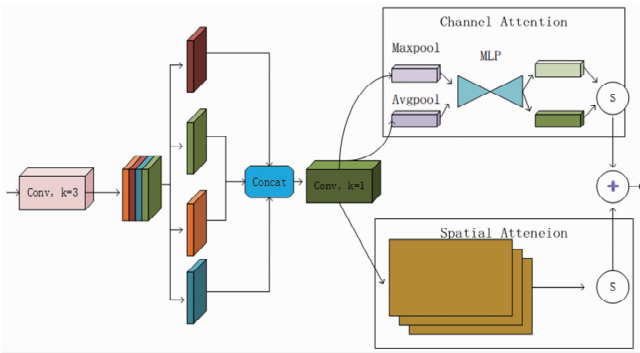 Channel Attention
Maxpool
MLP
Avgpool
S
Conv, k=3
Concat
Conv, k=1
+
Spatial Atteneion
S